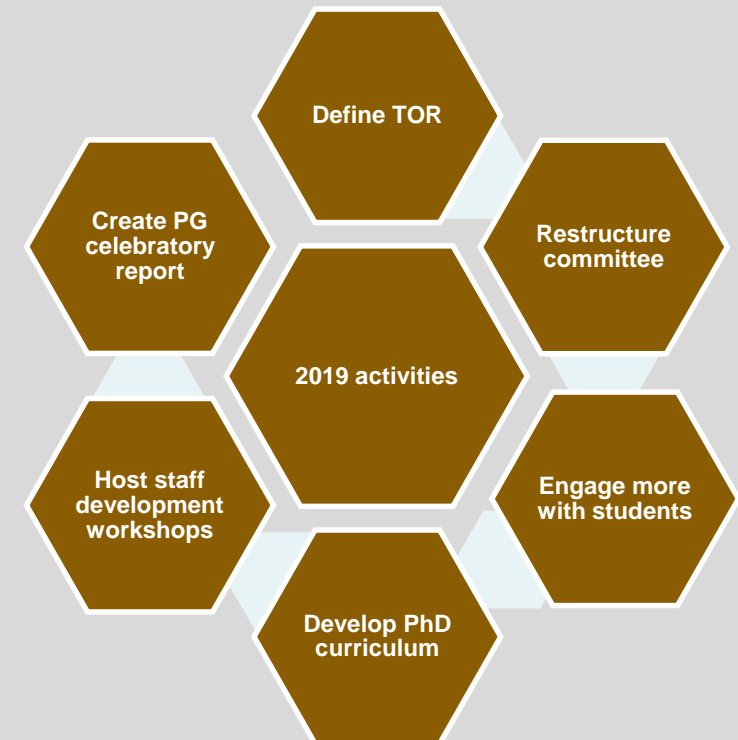 Define TOR
Restructure
committee
Engage more
with students
Develop PhD
curriculum
Host staff
development
workshops
Create PG
celebratory
report
2019 activities